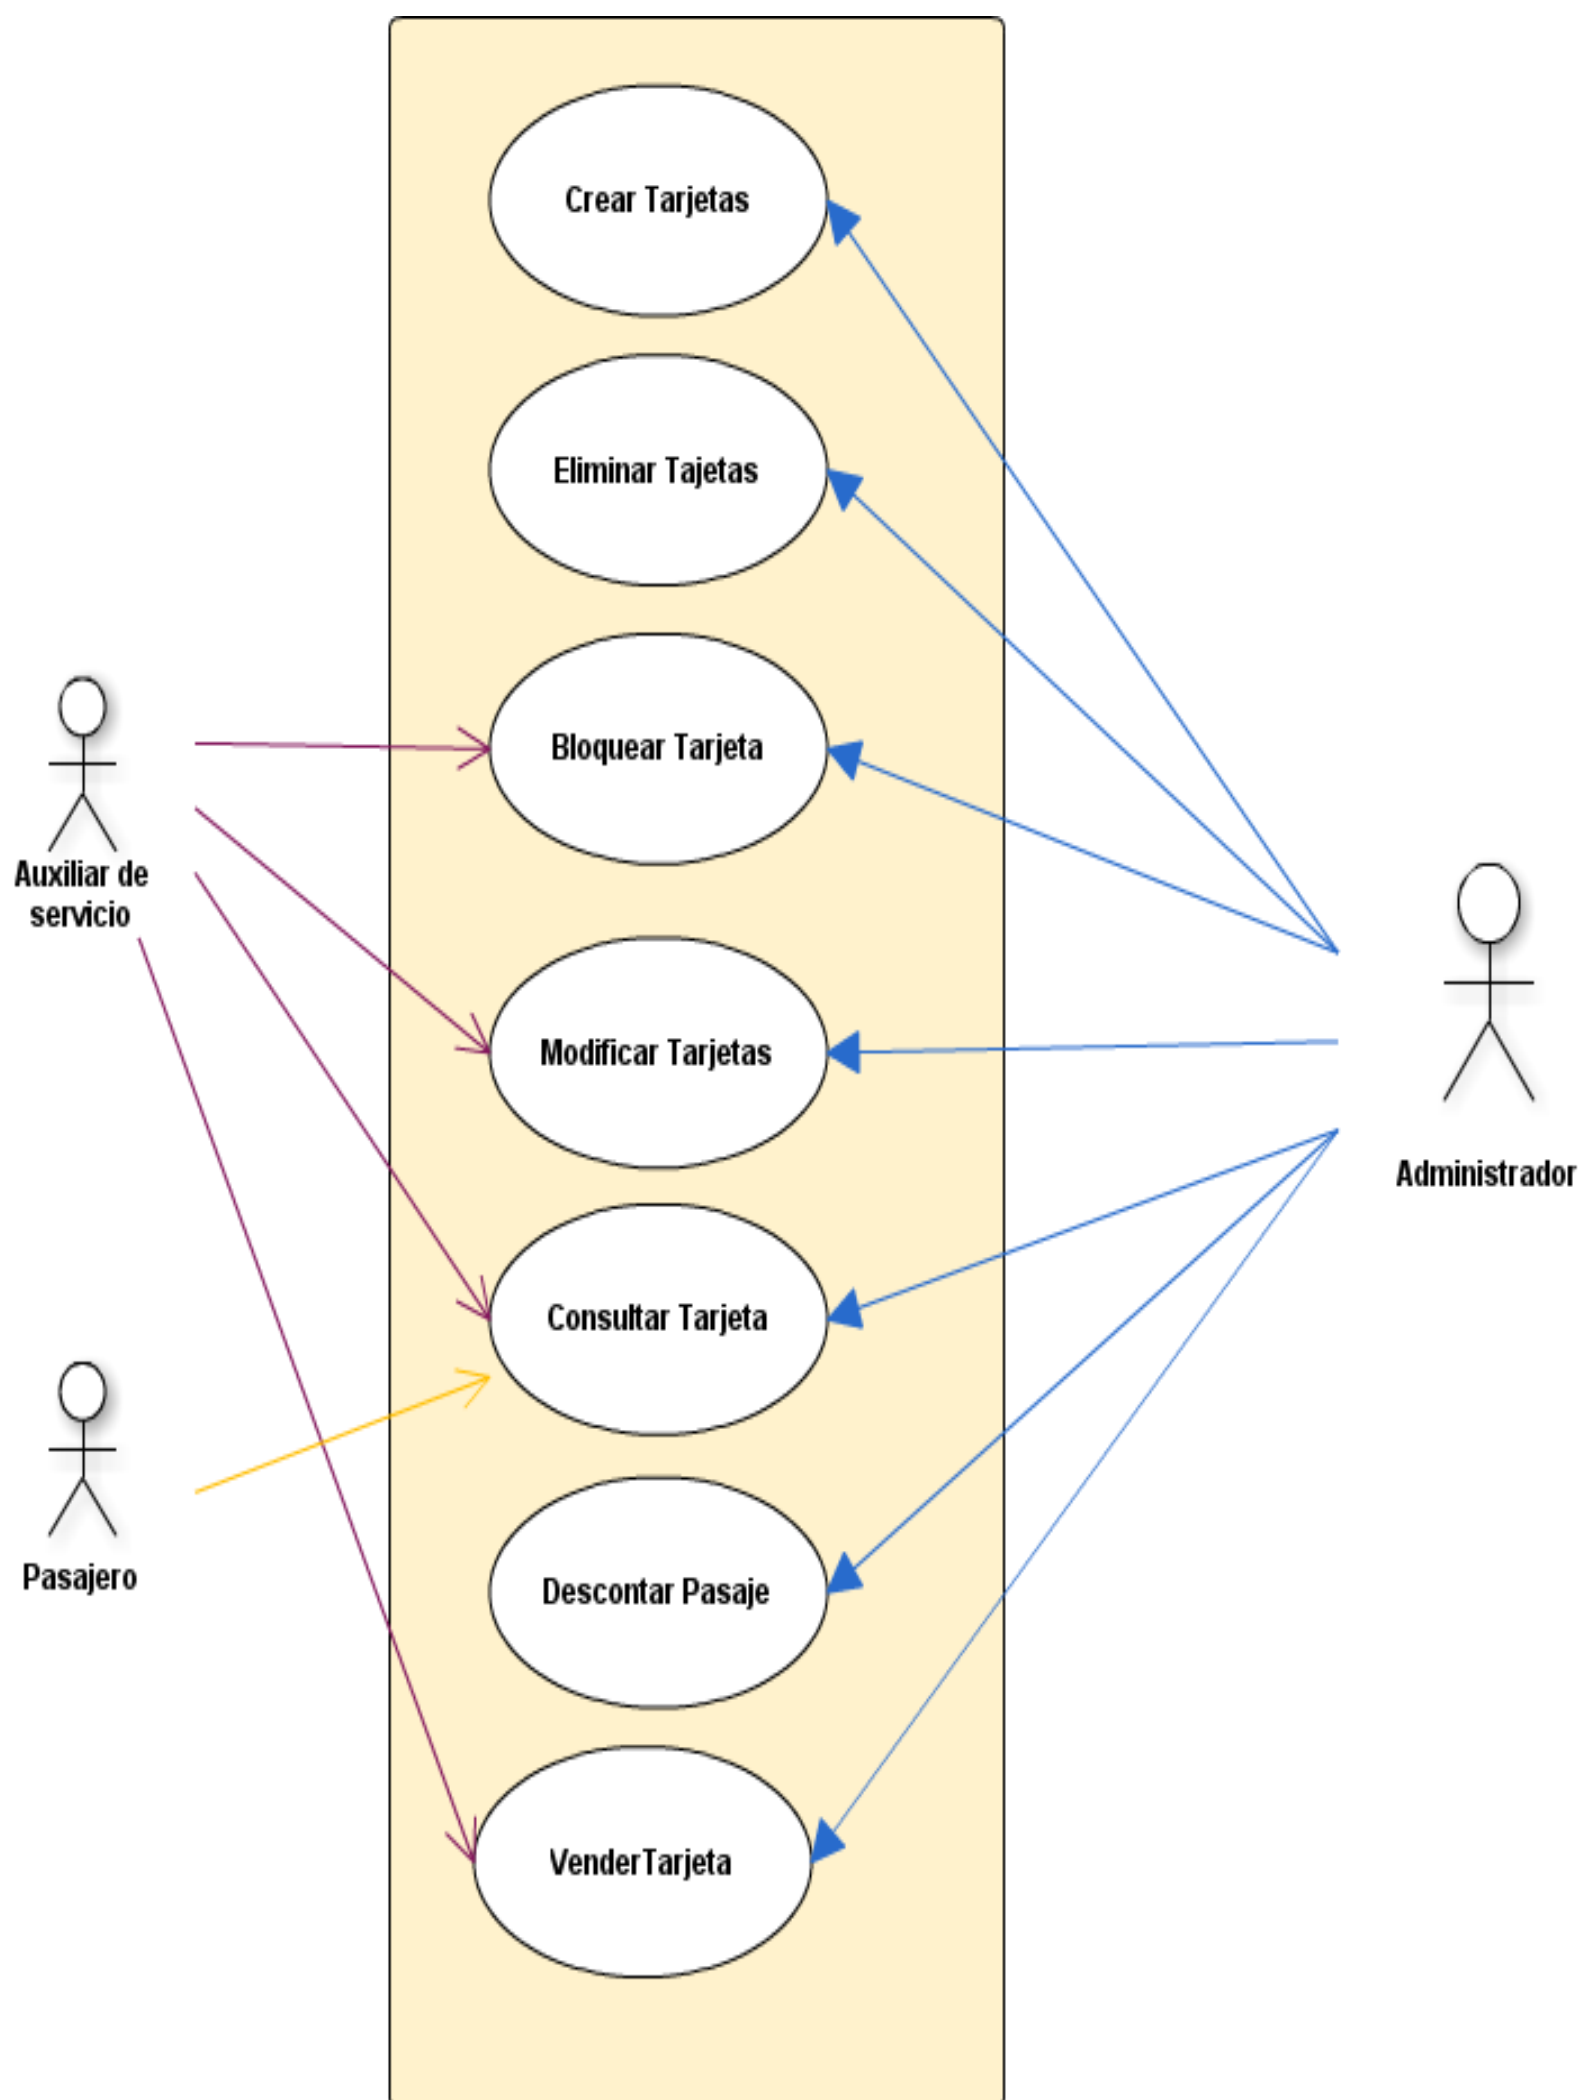 Crear Tarjetas
Eliminar Tajetas
Bloquear Tarjeta
Auxiliar de
servicio
Modificar Tarjetas
Administrador
Consultar Tarjeta
Pasajero
Descontar Pasaje
VenderTarjeta